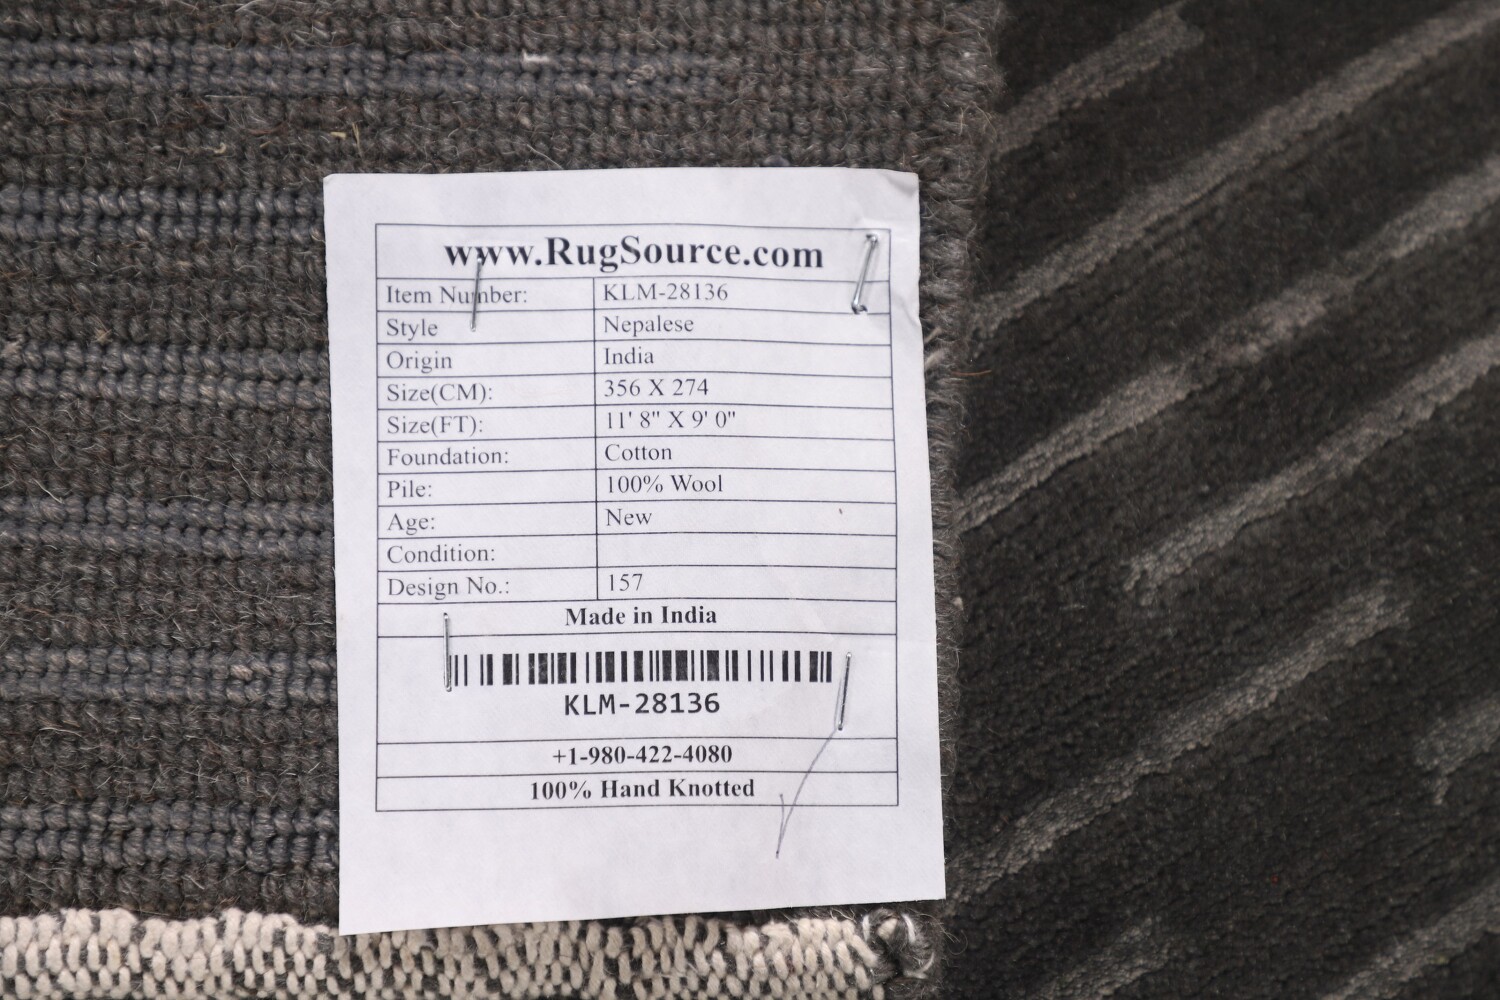 www.RugSource.com
Item Number: KLM-28136
Style Nepalese
Origin India
Size(CM): 356 X 274
Size(FT): 11' 8" X 9' 0"
Foundation: Cotton
Pile: 100% Wool
Age: New
Condition:
Design No.: 157
Made in India
KLM-28136
+1-980-422-4080
100% Hand Knotted